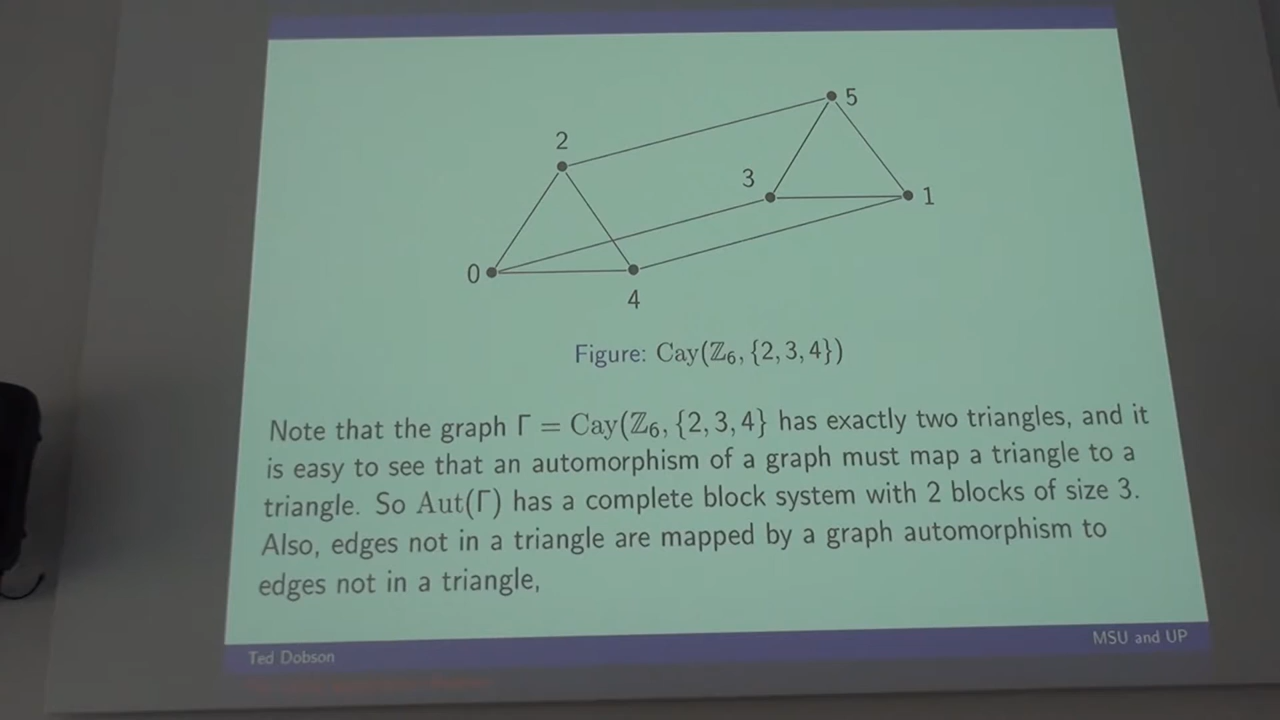 5
2
3
1
0
4
Figure: Cay(ℤ₆, {2, 3, 4})
Note that the graph Γ = Cay(ℤ₆, {2, 3, 4} has exactly two triangles, and it
is easy to see that an automorphism of a graph must map a triangle to a
triangle. So Aut(Γ) has a complete block system with 2 blocks of size 3.
Also, edges not in a triangle are mapped by a graph automorphism to
edges not in a triangle,
Ted Dobson
MSU and UP